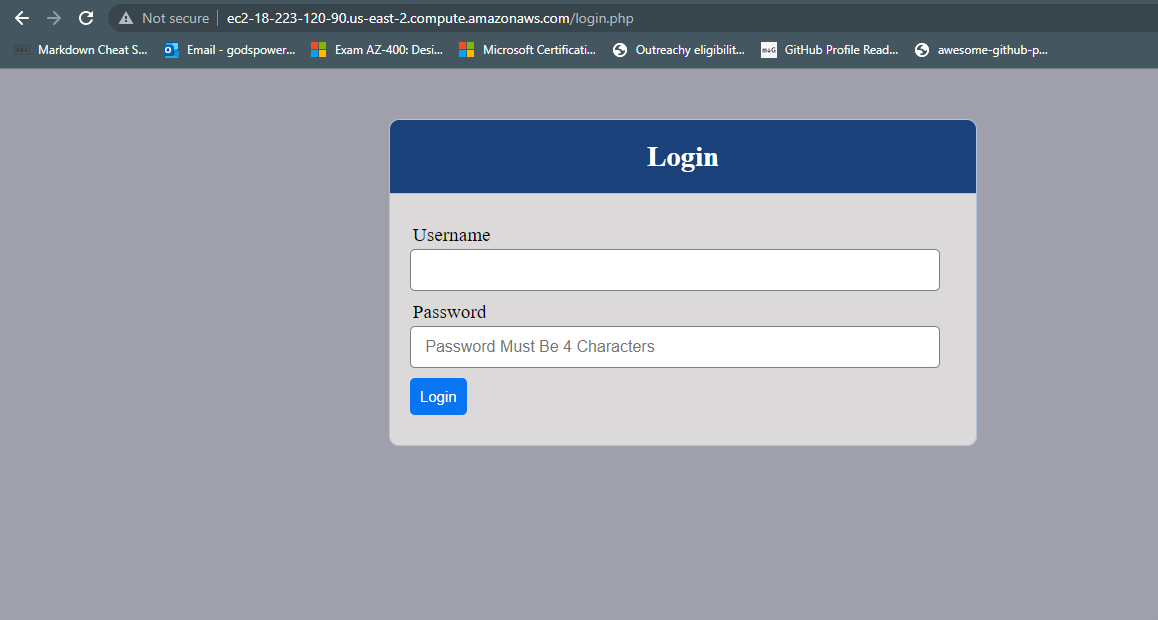 Not secure ec2-18-223-120-90.us-east-2.compute.amazonaws.com/login.php
Markdown Cheat S... Email - godspower... Exam AZ-400: Desi... Microsoft Certificati... Outreachy eligibilit... GitHub Profile Read... awesome-github-p...
Login
Username
Password
Password Must Be 4 Characters
Login